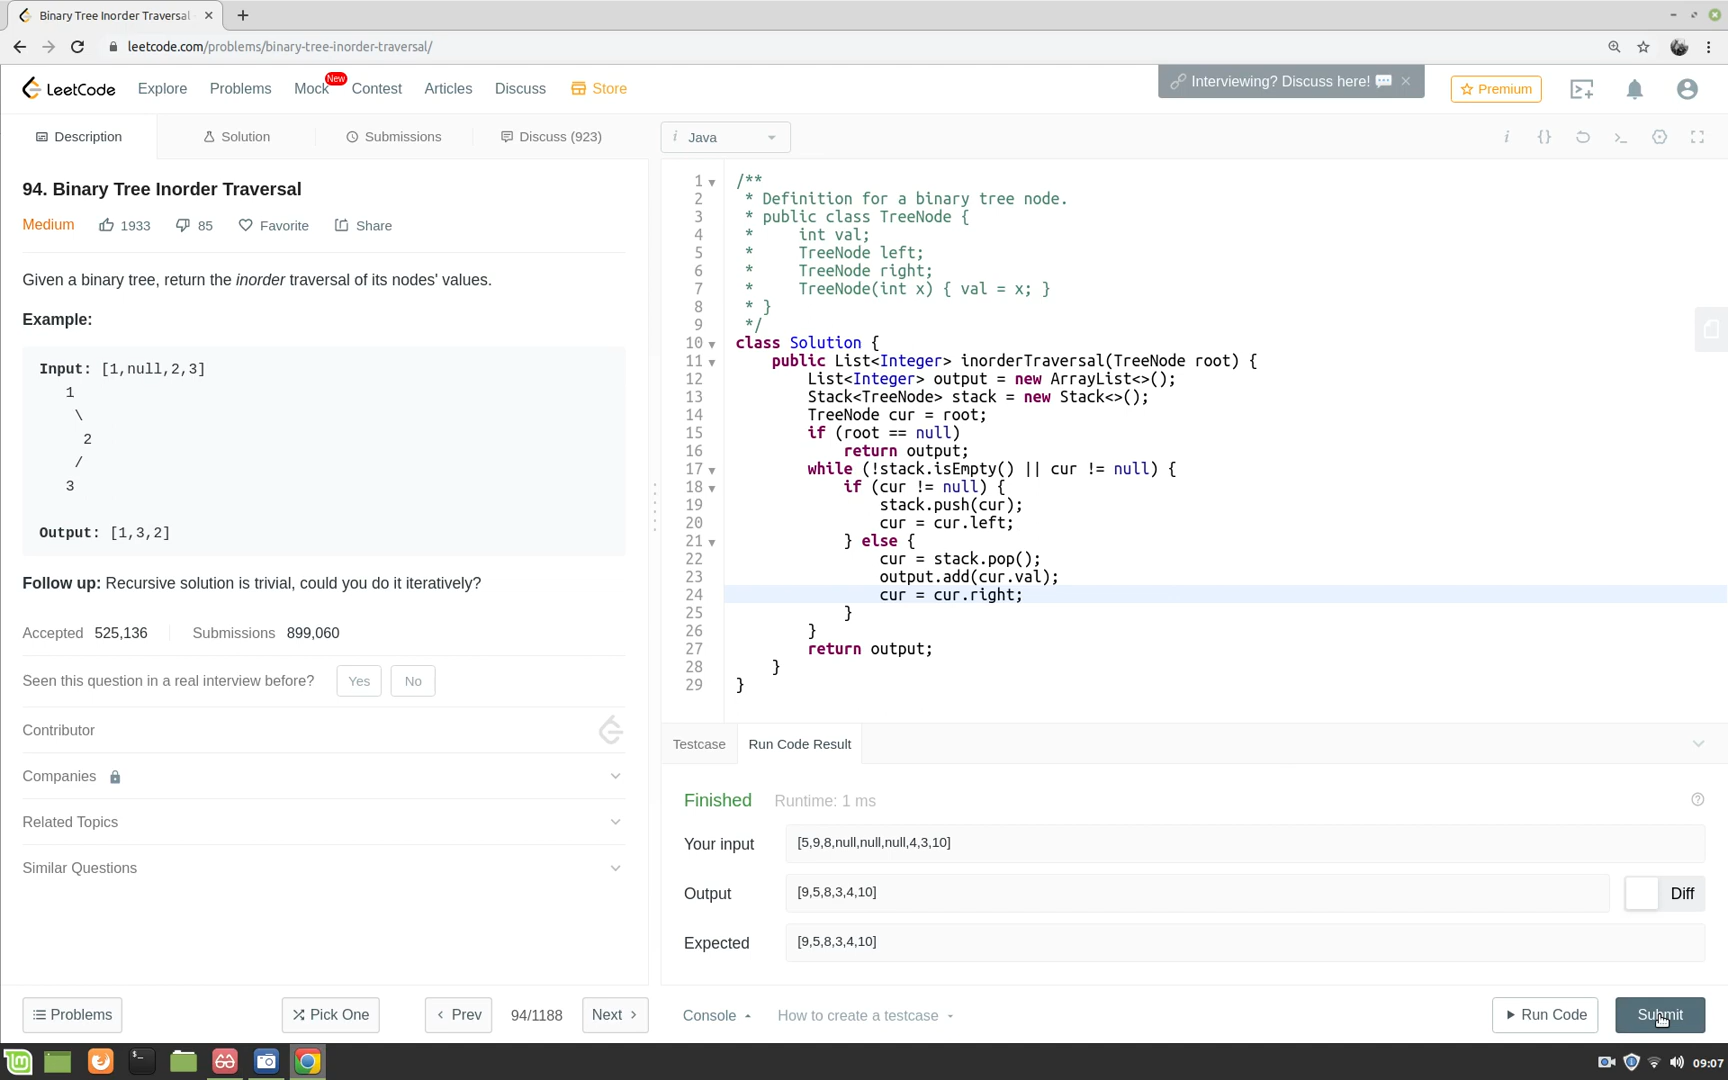 Binary Tree Inorder Traversal
leetcode.com/problems/binary-tree-inorder-traversal/
LeetCode
Explore
Problems
Mock
New
Contest
Articles
Discuss
Store
Interviewing? Discuss here!
Premium
Description
Solution
Submissions
Discuss (923)
94. Binary Tree Inorder Traversal
Medium
1933
85
Favorite
Share
Given a binary tree, return the inorder traversal of its nodes' values.
Example:
Input: [1,null,2,3]
1
\
2
/
3
Output: [1,3,2]
Follow up: Recursive solution is trivial, could you do it iteratively?
Accepted 525,136 Submissions 899,060
Seen this question in a real interview before? Yes No
Contributor
Companies
Related Topics
Similar Questions
Problems
Pick One
< Prev
94/1188
Next >
i Java
1 /**
2 * Definition for a binary tree node.
3 * public class TreeNode {
4 *     int val;
5 *     TreeNode left;
6 *     TreeNode right;
7 *     TreeNode(int x) { val = x; }
8 * }
9 */
10 class Solution {
11     public List<Integer> inorderTraversal(TreeNode root) {
12         List<Integer> output = new ArrayList<>();
13         Stack<TreeNode> stack = new Stack<>();
14         TreeNode cur = root;
15         if (root == null)
16             return output;
17         while (!stack.isEmpty() || cur != null) {
18             if (cur != null) {
19                 stack.push(cur);
20                 cur = cur.left;
21             } else {
22                 cur = stack.pop();
23                 output.add(cur.val);
24                 cur = cur.right;
25             }
26         }
27         return output;
28     }
29 }
Testcase
Run Code Result
Finished Runtime: 1 ms
Your input [5,9,8,null,null,null,4,3,10]
Output [9,5,8,3,4,10] Diff
Expected [9,5,8,3,4,10]
Console
How to create a testcase
Run Code
Submit
09:07